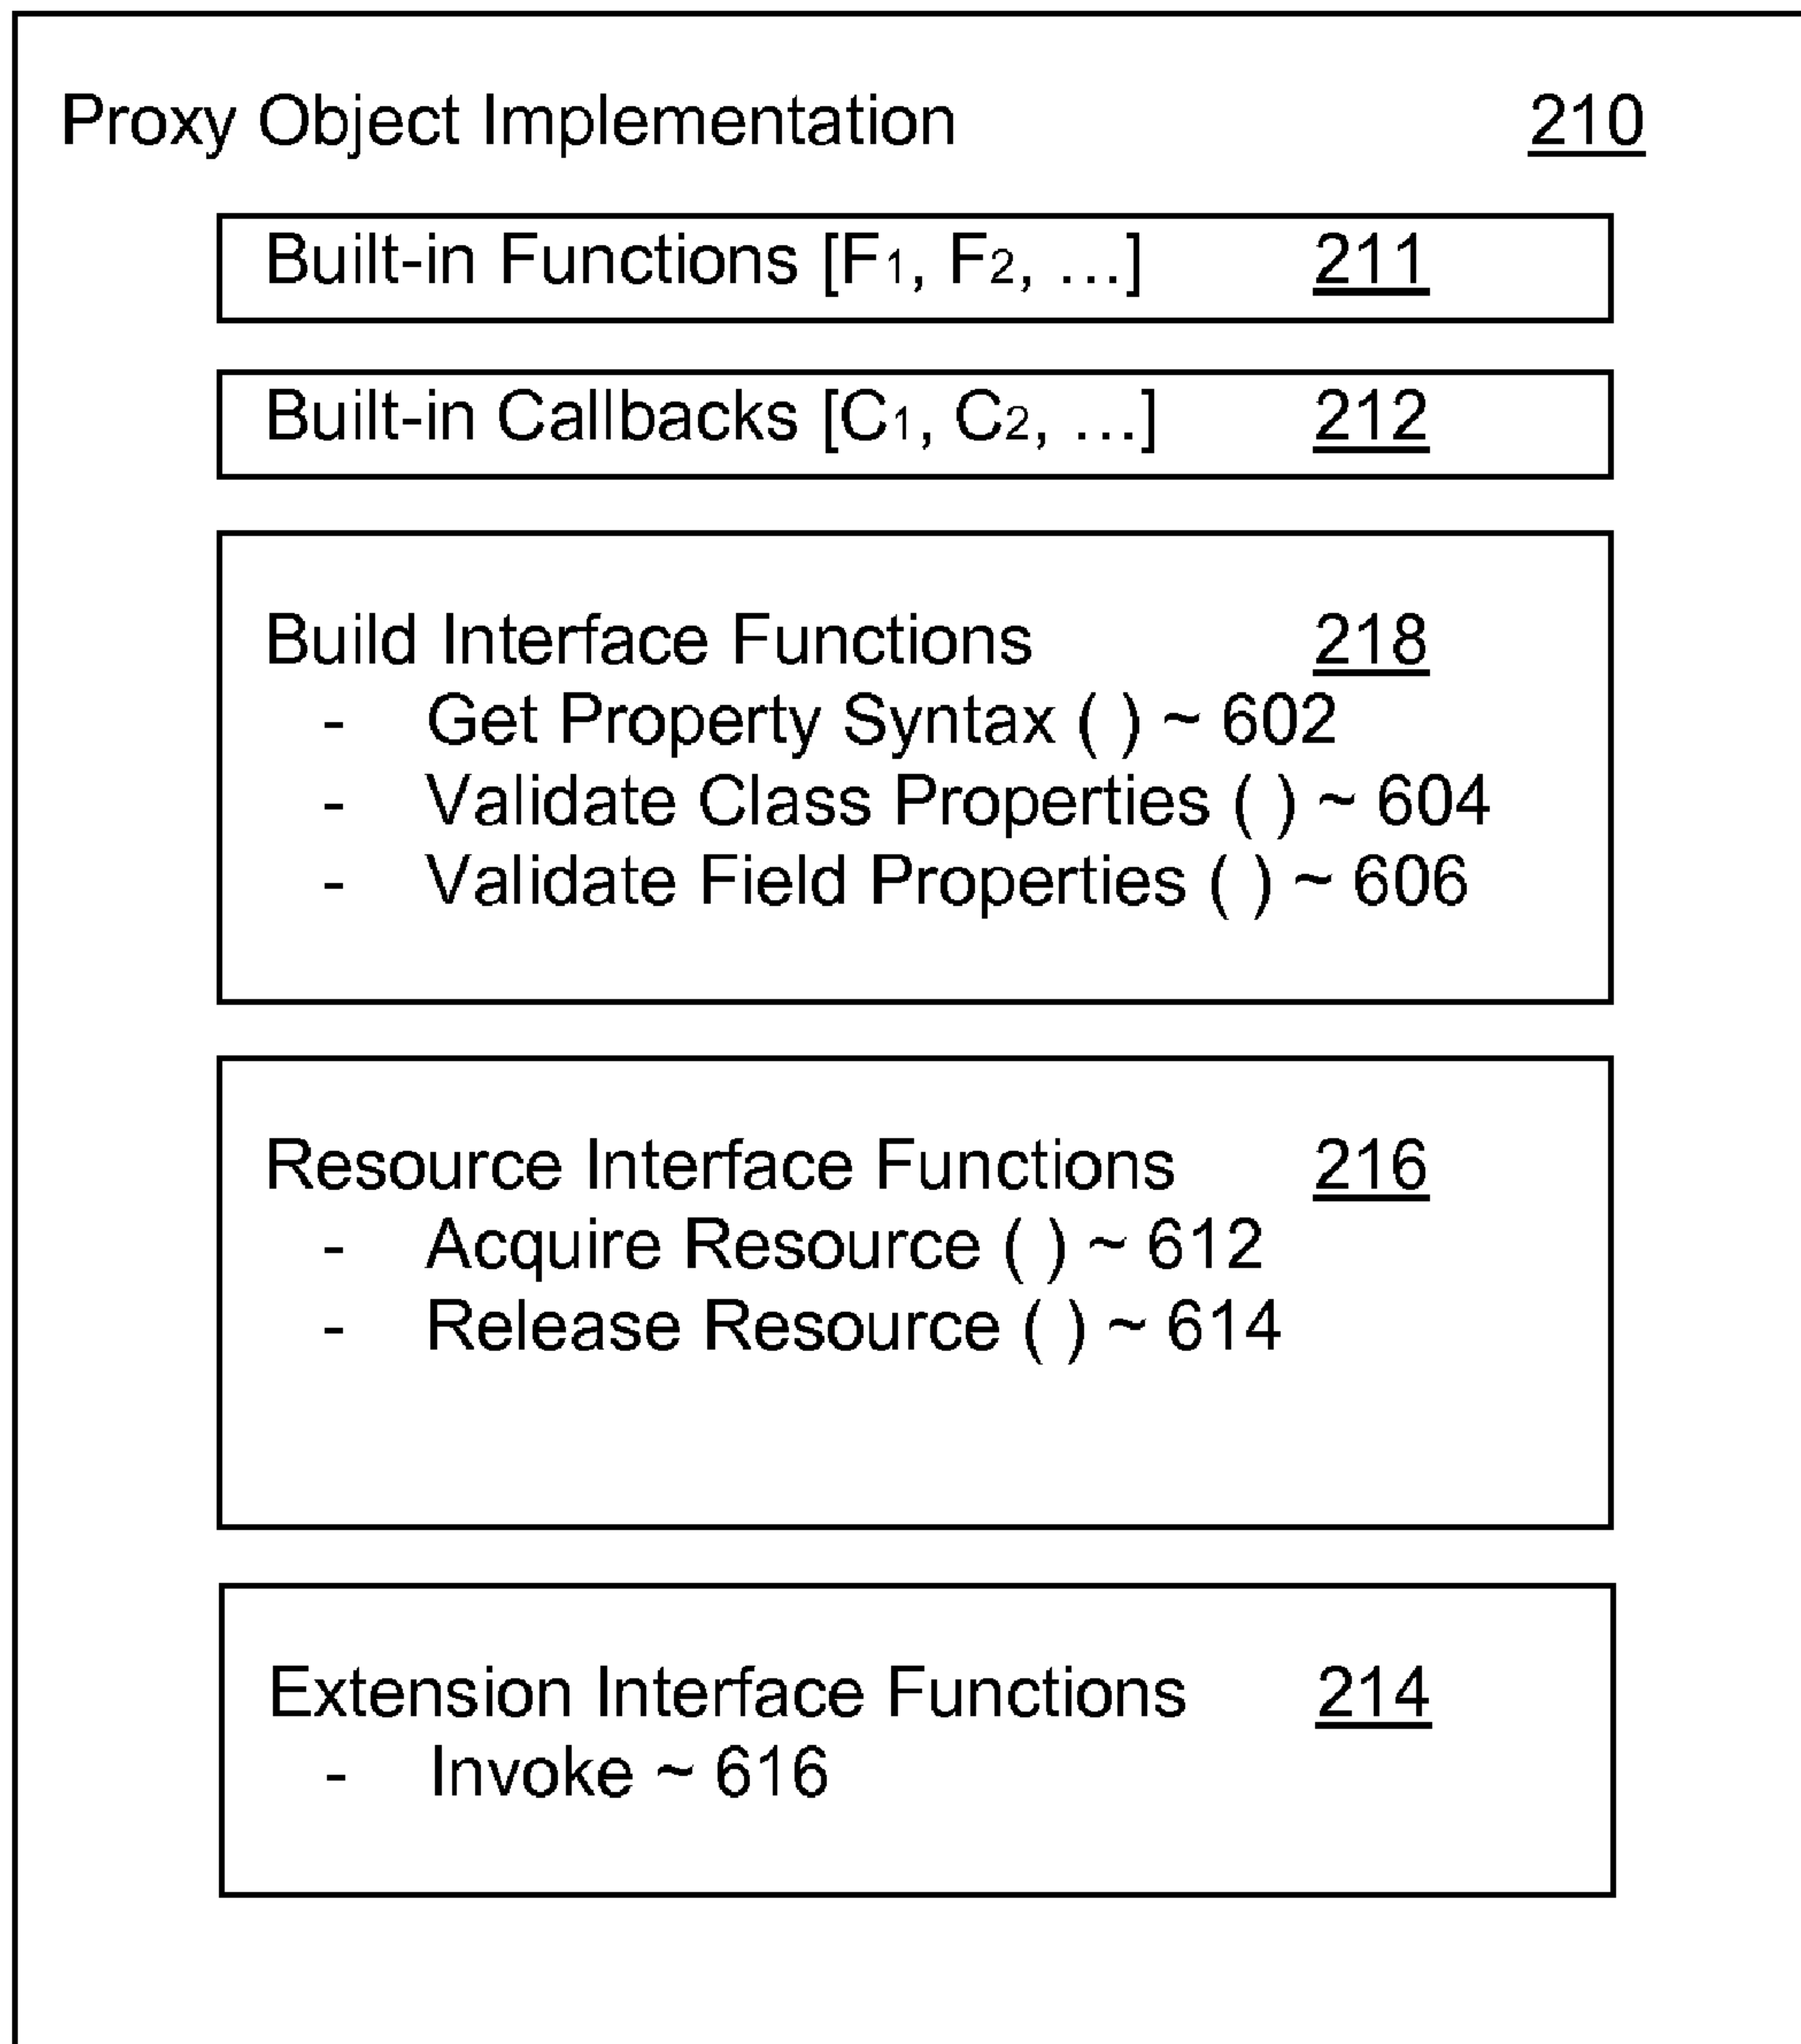 Proxy Object Implementation 210
Built-in Functions [F1, F2, ...] 211
Built-in Callbacks [C1, C2, ...] 212
Build Interface Functions 218
- Get Property Syntax ( ) ~ 602
- Validate Class Properties ( ) ~ 604
- Validate Field Properties ( ) ~ 606
Resource Interface Functions 216
- Acquire Resource ( ) ~ 612
- Release Resource ( ) ~ 614
Extension Interface Functions 214
- Invoke ~ 616